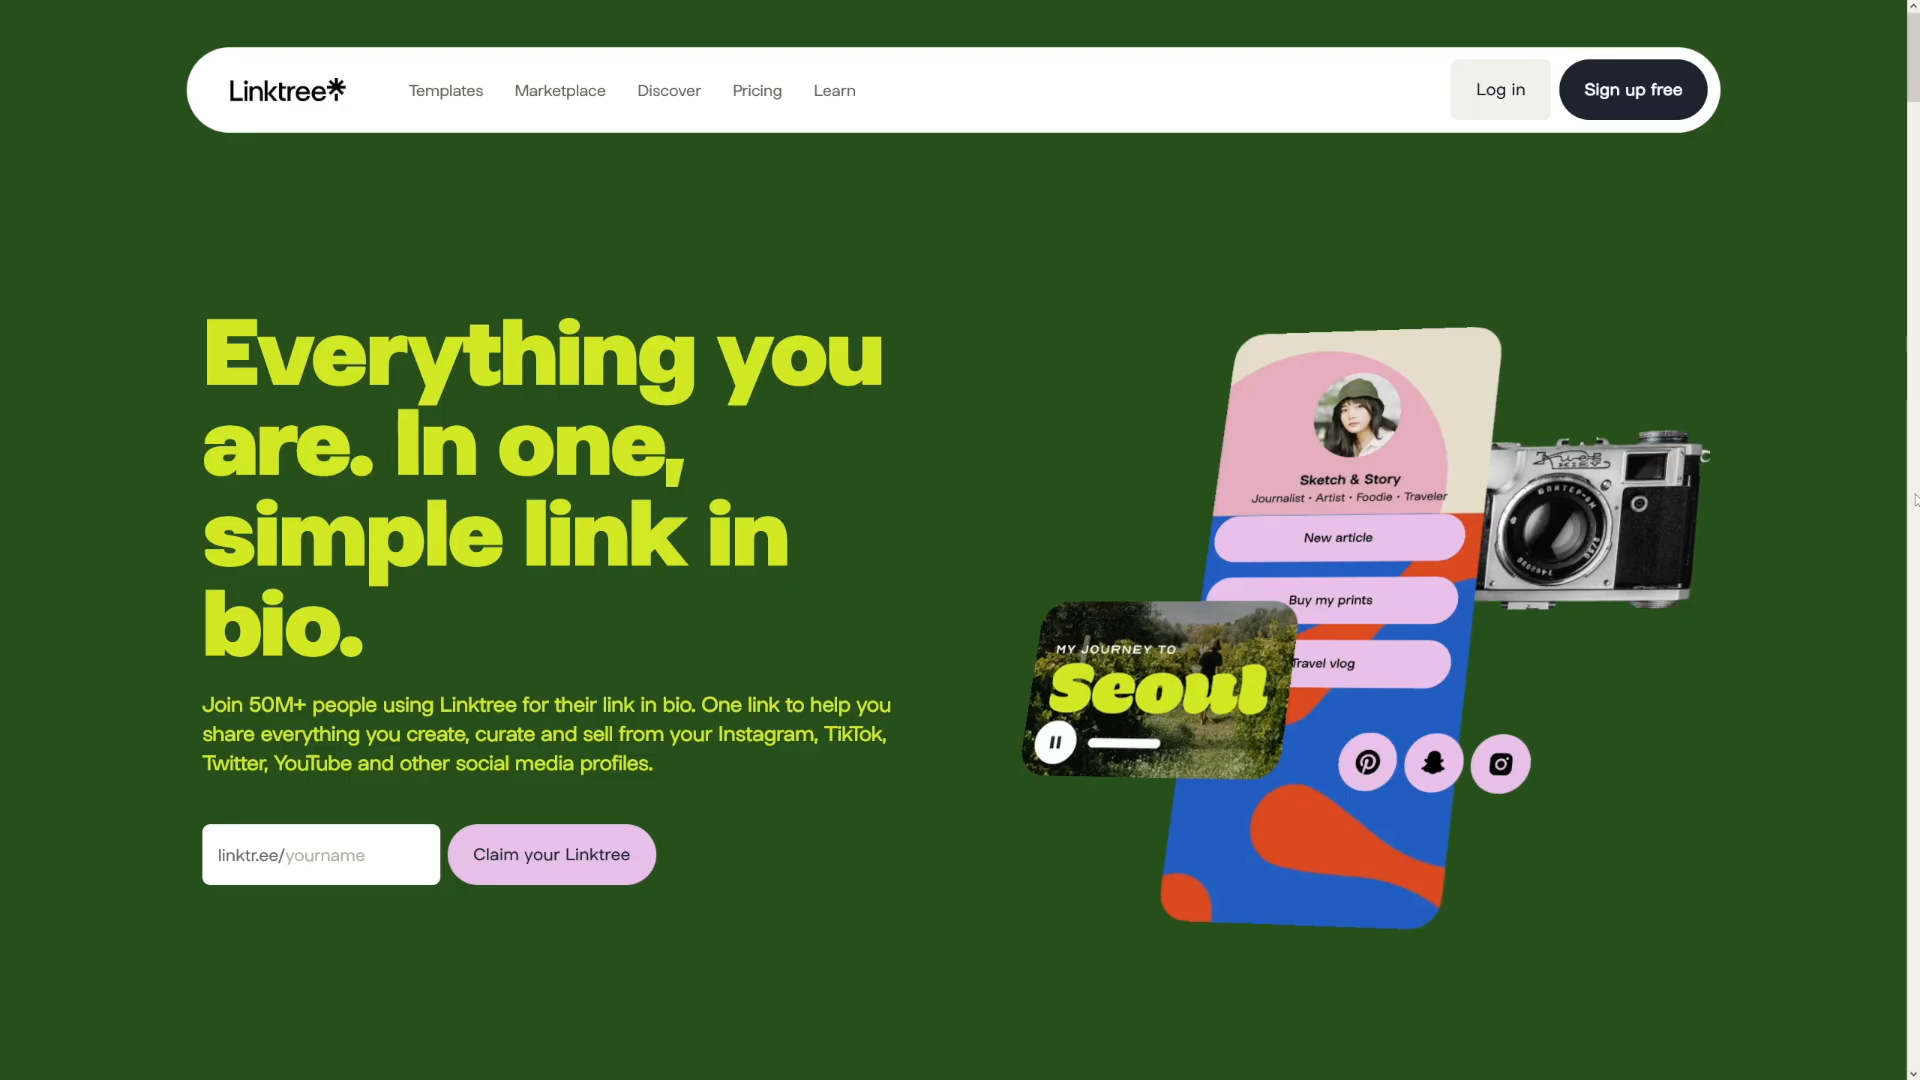 Linktree
Templates
Marketplace
Discover
Pricing
Learn
Log in
Sign up free
Everything you
are. In one,
simple link in
bio.
Join 50M+ people using Linktree for their link in bio. One link to help you
share everything you create, curate and sell from your Instagram, TikTok,
Twitter, YouTube and other social media profiles.
linktr.ee/yourname
Claim your Linktree
Sketch & Story
Journalist • Artist • Foodie • Traveler
New article
Buy my prints
Travel vlog
MY JOURNEY TO
Seoul